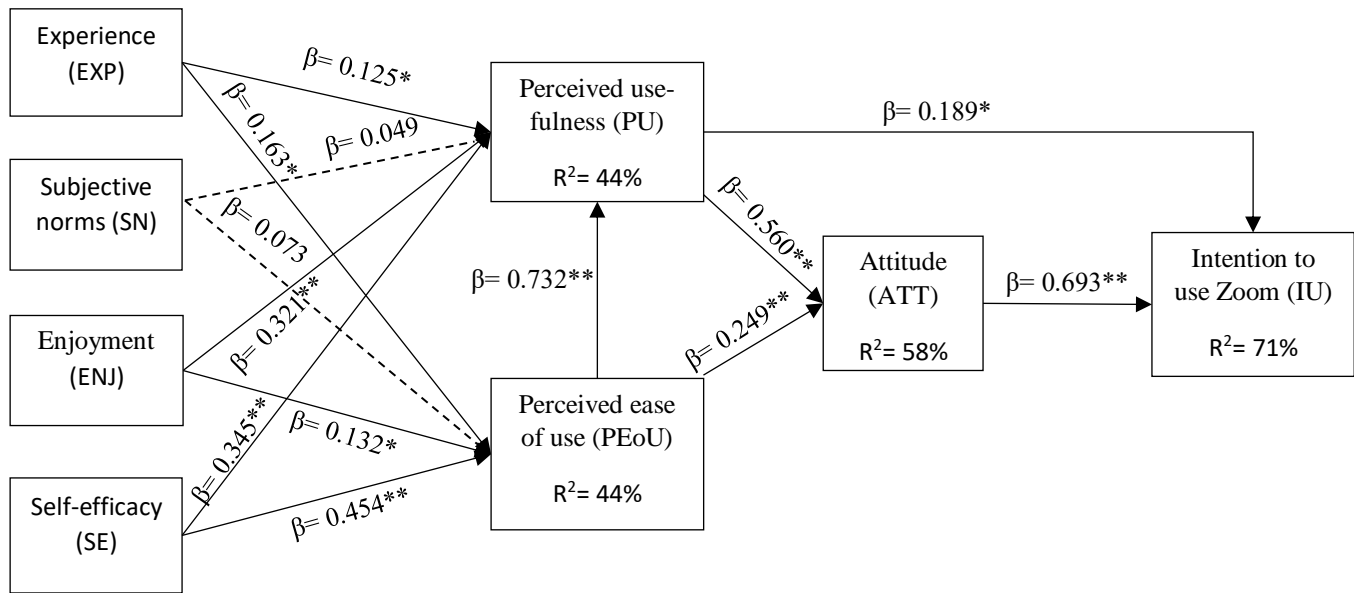 Experience
(EXP)
Subjective
norms (SN)
Enjoyment
(ENJ)
Self-efficacy
(SE)
β= 0.125*
β= 0.163*
β= 0.049
β= 0.073
β= 0.321**
β= 0.132*
β= 0.345**
β= 0.454**
Perceived use-
fulness (PU)
R²= 44%
β= 0.732**
Perceived ease
of use (PEoU)
R²= 44%
β= 0.189*
β= 0.560**
β= 0.249**
Attitude
(ATT)
R²= 58%
β= 0.693**
Intention to
use Zoom (IU)
R²= 71%